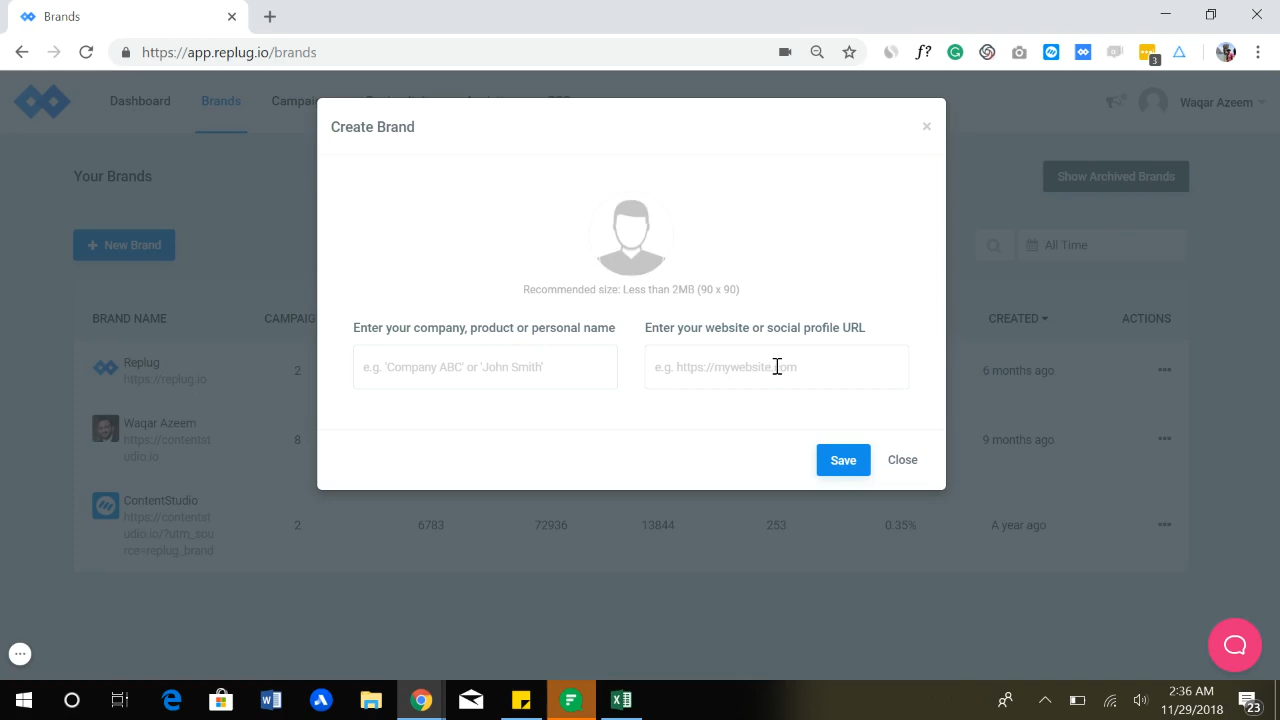 Brands
https://app.replug.io/brands
f?
3
Dashboard
Brands
Waqar Azeem
Create Brand
×
Your Brands
Show Archived Brands
Recommended size: Less than 2MB (90 x 90)
+ New Brand
All Time
Enter your company, product or personal name
Enter your website or social profile URL
e.g. 'Company ABC' or 'John Smith'
e.g. https://mywebsite.com
Save
Close
BRAND NAME
CREATED
ACTIONS
Replug
https://replug.io
2
6 months ago
Waqar Azeem
https://contentst
udio.io
8
9 months ago
ContentStudio
https://contentst
udio.io/?utm_sou
rce=replug_brand
2
6783
72936
13844
253
0.35%
A year ago
2:36 AM
11/29/2018
23